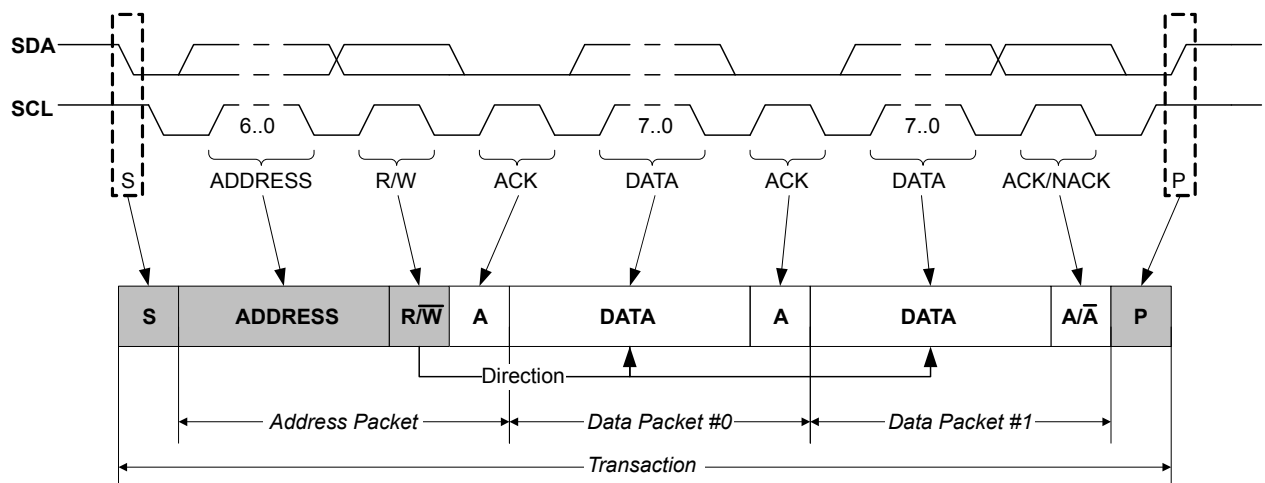 SDA
SCL
6..0 7..0 7..0
S ADDRESS R/W ACK DATA ACK DATA ACK/NACK P
S ADDRESS R/W̅ A DATA A DATA A/A̅ P
Direction
Address Packet Data Packet #0 Data Packet #1
Transaction